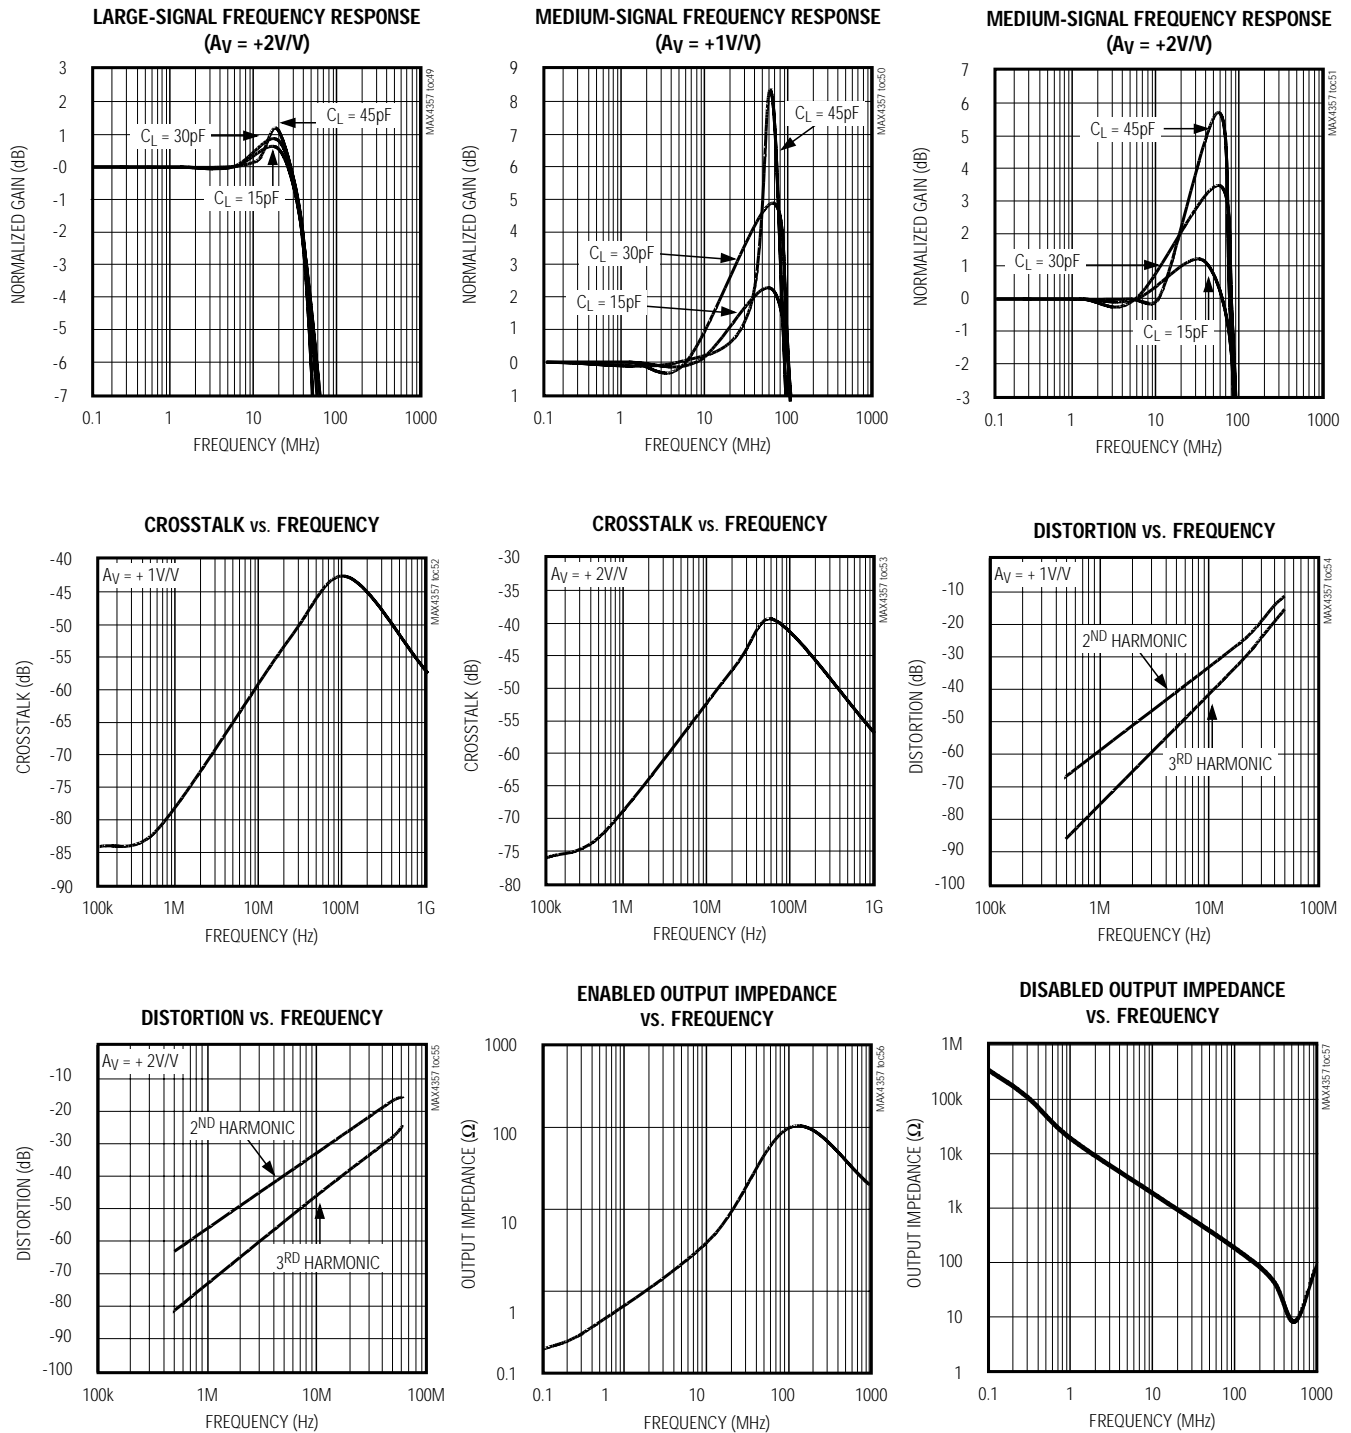 LARGE-SIGNAL FREQUENCY RESPONSE
(AV = +2V/V)
MAX4357 toc49
NORMALIZED GAIN (dB)
3
2
1
-0
-1
-2
-3
-4
-5
-6
-7
CL = 30pF
CL = 45pF
CL = 15pF
0.1 1 10 100 1000
FREQUENCY (MHz)
MEDIUM-SIGNAL FREQUENCY RESPONSE
(AV = +1V/V)
MAX4357 toc50
NORMALIZED GAIN (dB)
9
8
7
6
5
4
3
2
1
0
1
CL = 45pF
CL = 30pF
CL = 15pF
0.1 1 10 100 1000
FREQUENCY (MHz)
MEDIUM-SIGNAL FREQUENCY RESPONSE
(AV = +2V/V)
MAX4357 toc51
NORMALIZED GAIN (dB)
7
6
5
4
3
2
1
0
-1
-2
-3
CL = 45pF
CL = 30pF
CL = 15pF
0.1 1 10 100 1000
FREQUENCY (MHz)
CROSSTALK vs. FREQUENCY
MAX4357 toc52
AV = + 1V/V
CROSSTALK (dB)
-40
-45
-50
-55
-60
-65
-70
-75
-80
-85
-90
100k 1M 10M 100M 1G
FREQUENCY (Hz)
CROSSTALK vs. FREQUENCY
MAX4357 toc53
AV = + 2V/V
CROSSTALK (dB)
-30
-35
-40
-45
-50
-55
-60
-65
-70
-75
-80
100k 1M 10M 100M 1G
FREQUENCY (Hz)
DISTORTION vs. FREQUENCY
MAX4357 toc54
AV = + 1V/V
DISTORTION (dB)
-10
-20
-30
-40
-50
-60
-70
-80
-90
-100
2ND HARMONIC
3RD HARMONIC
100k 1M 10M 100M
FREQUENCY (Hz)
DISTORTION vs. FREQUENCY
MAX4357 toc55
AV = + 2V/V
DISTORTION (dB)
-10
-20
-30
-40
-50
-60
-70
-80
-90
-100
2ND HARMONIC
3RD HARMONIC
100k 1M 10M 100M
FREQUENCY (Hz)
ENABLED OUTPUT IMPEDANCE
vs. FREQUENCY
MAX4357 toc56
OUTPUT IMPEDANCE (Ω)
1000
100
10
1
0.1
0.1 1 10 100 1000
FREQUENCY (MHz)
DISABLED OUTPUT IMPEDANCE
vs. FREQUENCY
MAX4357 toc57
OUTPUT IMPEDANCE (Ω)
1M
100k
10k
1k
100
10
1
0.1 1 10 100 1000
FREQUENCY (MHz)